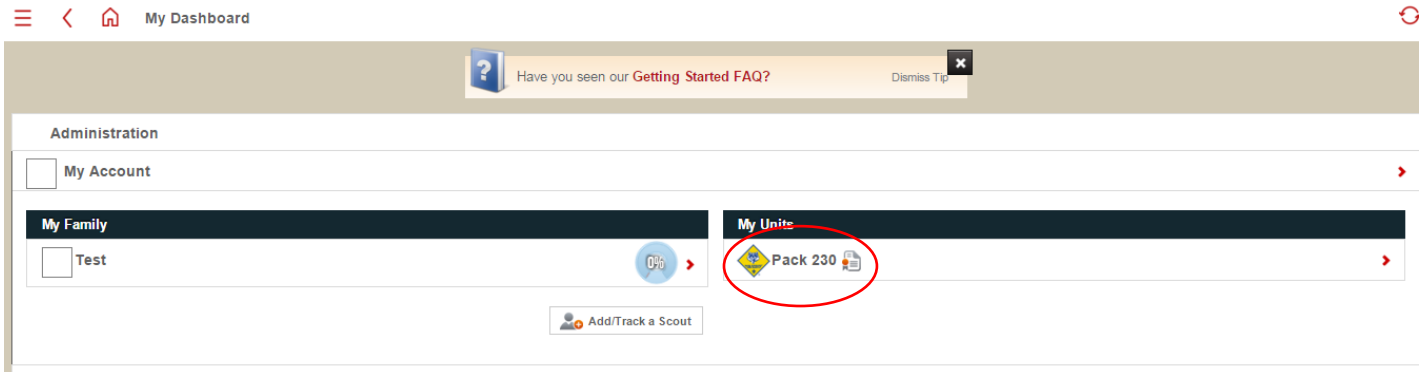 My Dashboard
Have you seen our Getting Started FAQ?
Dismiss Tip
Administration
My Account
My Family
My Units
Test
0%
Pack 230
Add/Track a Scout